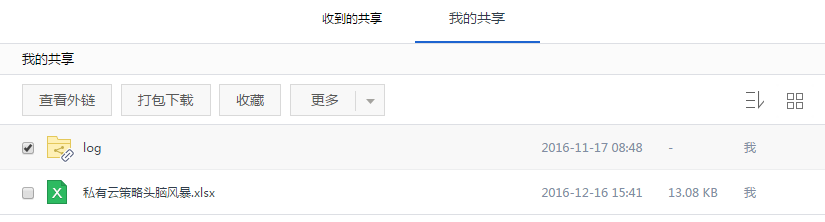 收到的共享 我的共享
我的共享
查看外链 打包下载 收藏 更多
log 2016-11-17 08:48 - 我
私有云策略头脑风暴.xlsx 2016-12-16 15:41 13.08 KB 我